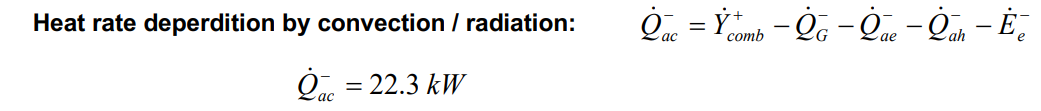 Heat rate deperdition by convection / radiation: Q̇⁻ac = Ẏ⁺comb − Q̇⁻G − Q̇⁻ae − Q̇⁻ah − Ė⁻e
Q̇⁻ac = 22.3 kW